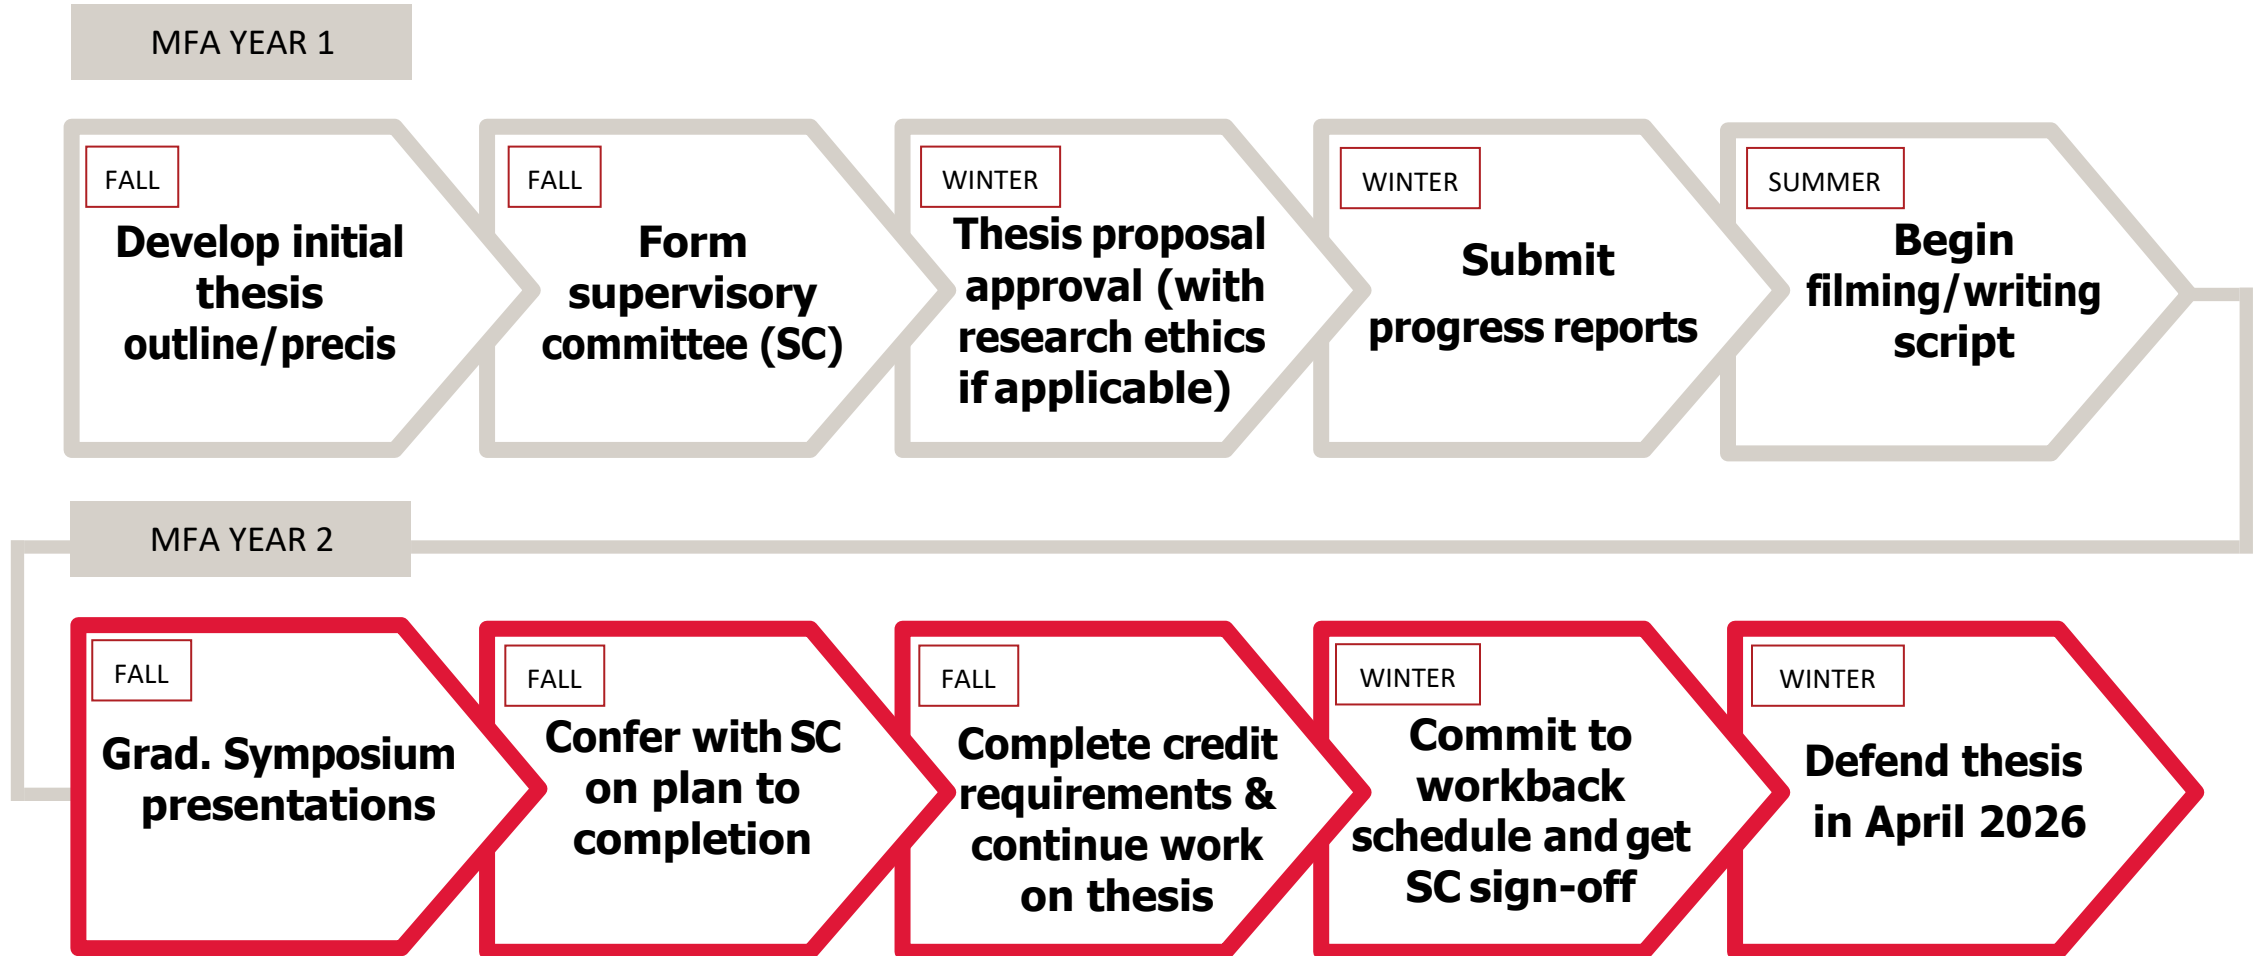 MFA YEAR 1
FALL
Develop initial
thesis
outline/precis
FALL
Form
supervisory
committee (SC)
WINTER
Thesis proposal
approval (with
research ethics
if applicable)
WINTER
Submit
progress reports
SUMMER
Begin
filming/writing
script
MFA YEAR 2
FALL
Grad. Symposium
presentations
FALL
Confer with SC
on plan to
completion
FALL
Complete credit
requirements &
continue work
on thesis
WINTER
Commit to
workback
schedule and get
SC sign-off
WINTER
Defend thesis
in April 2026